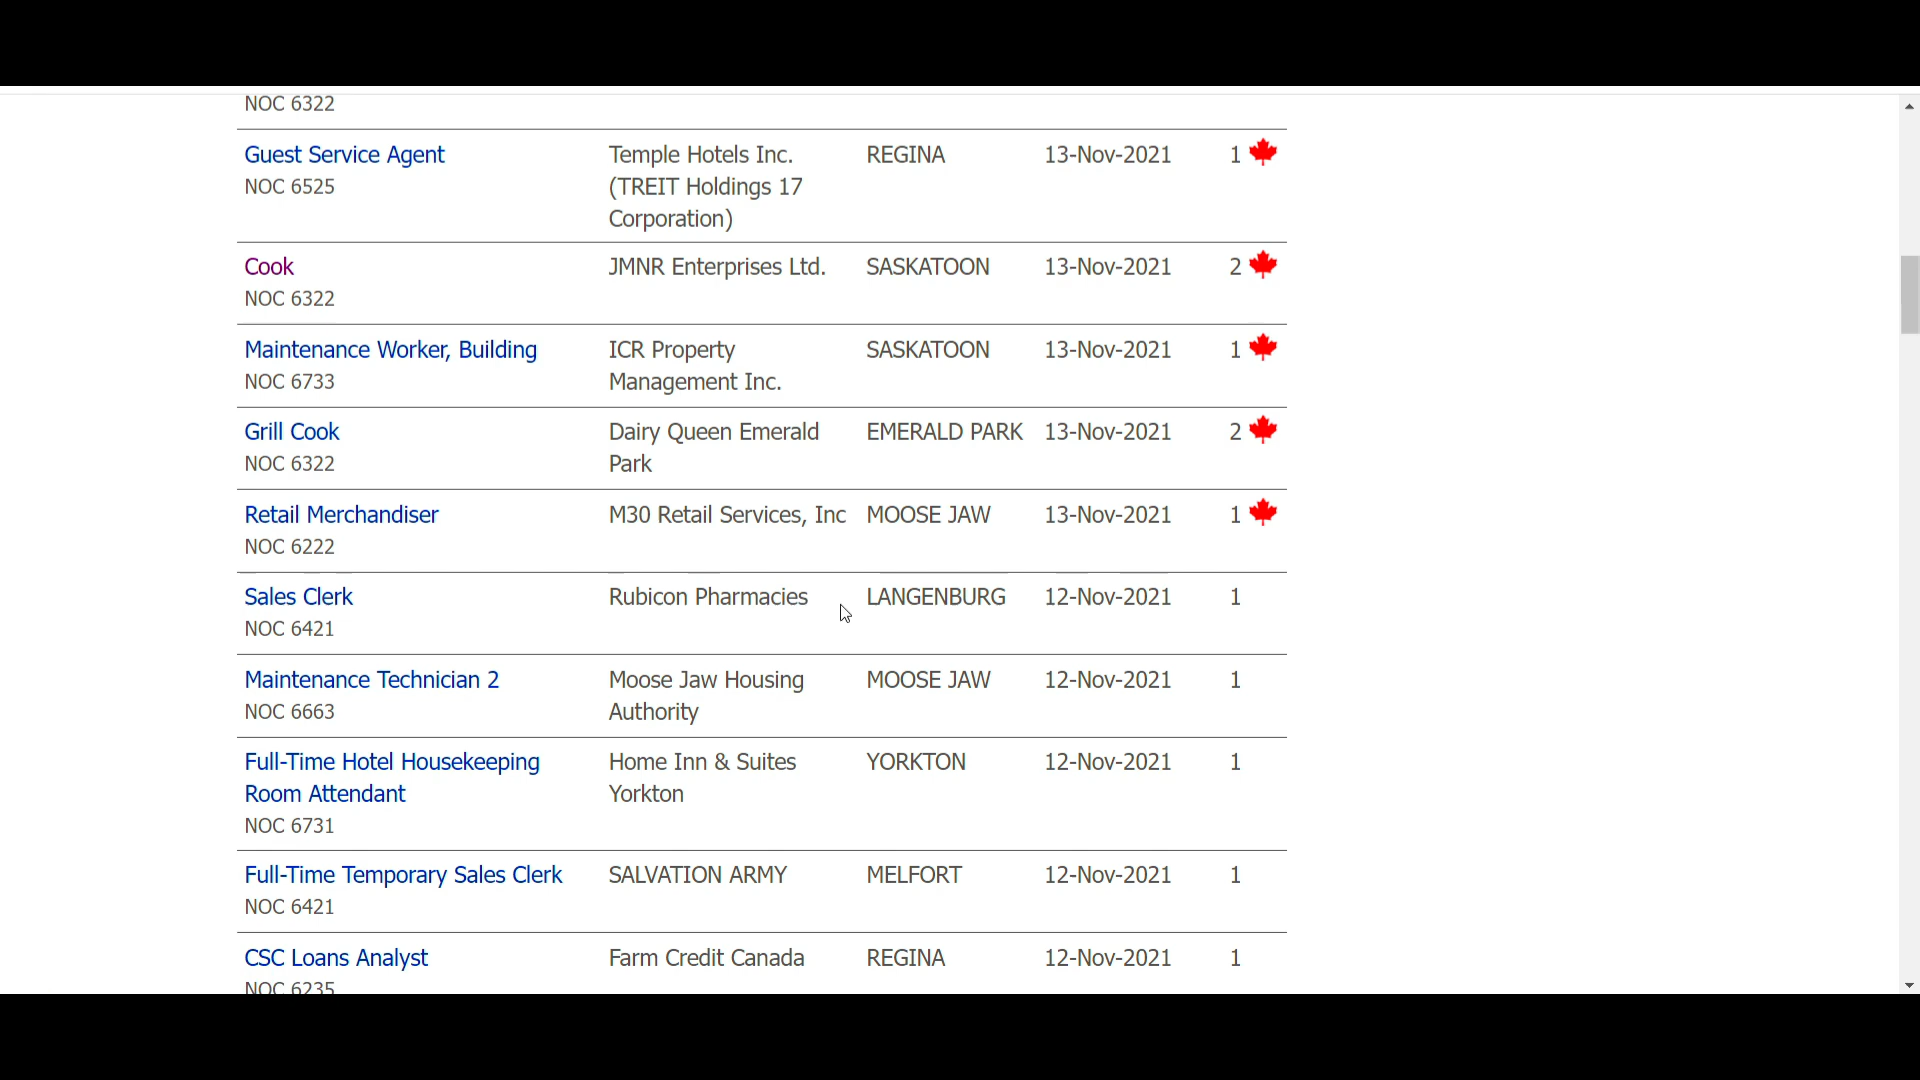 NOC 6322
Guest Service Agent Temple Hotels Inc. REGINA 13-Nov-2021 1
NOC 6525 (TREIT Holdings 17
Corporation)
Cook JMNR Enterprises Ltd. SASKATOON 13-Nov-2021 2
NOC 6322
Maintenance Worker, Building ICR Property SASKATOON 13-Nov-2021 1
NOC 6733 Management Inc.
Grill Cook Dairy Queen Emerald EMERALD PARK 13-Nov-2021 2
NOC 6322 Park
Retail Merchandiser M30 Retail Services, Inc MOOSE JAW 13-Nov-2021 1
NOC 6222
Sales Clerk Rubicon Pharmacies LANGENBURG 12-Nov-2021 1
NOC 6421
Maintenance Technician 2 Moose Jaw Housing MOOSE JAW 12-Nov-2021 1
NOC 6663 Authority
Full-Time Hotel Housekeeping Home Inn & Suites YORKTON 12-Nov-2021 1
Room Attendant Yorkton
NOC 6731
Full-Time Temporary Sales Clerk SALVATION ARMY MELFORT 12-Nov-2021 1
NOC 6421
CSC Loans Analyst Farm Credit Canada REGINA 12-Nov-2021 1
NOC 6235